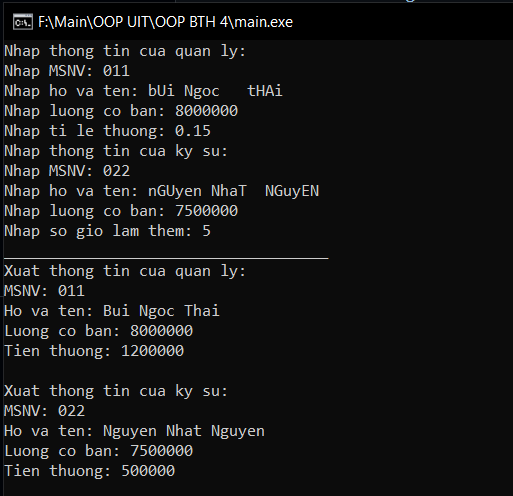 F:\Main\OOP UIT\OOP BTH 4\main.exe
Nhap thong tin cua quan ly:
Nhap MSNV: 011
Nhap ho va ten: bUi Ngoc   tHAi
Nhap luong co ban: 8000000
Nhap ti le thuong: 0.15
Nhap thong tin cua ky su:
Nhap MSNV: 022
Nhap ho va ten: nGUyen NhaT  NGuyEN
Nhap luong co ban: 7500000
Nhap so gio lam them: 5
____________________________________
Xuat thong tin cua quan ly:
MSNV: 011
Ho va ten: Bui Ngoc Thai
Luong co ban: 8000000
Tien thuong: 1200000
Xuat thong tin cua ky su:
MSNV: 022
Ho va ten: Nguyen Nhat Nguyen
Luong co ban: 7500000
Tien thuong: 500000